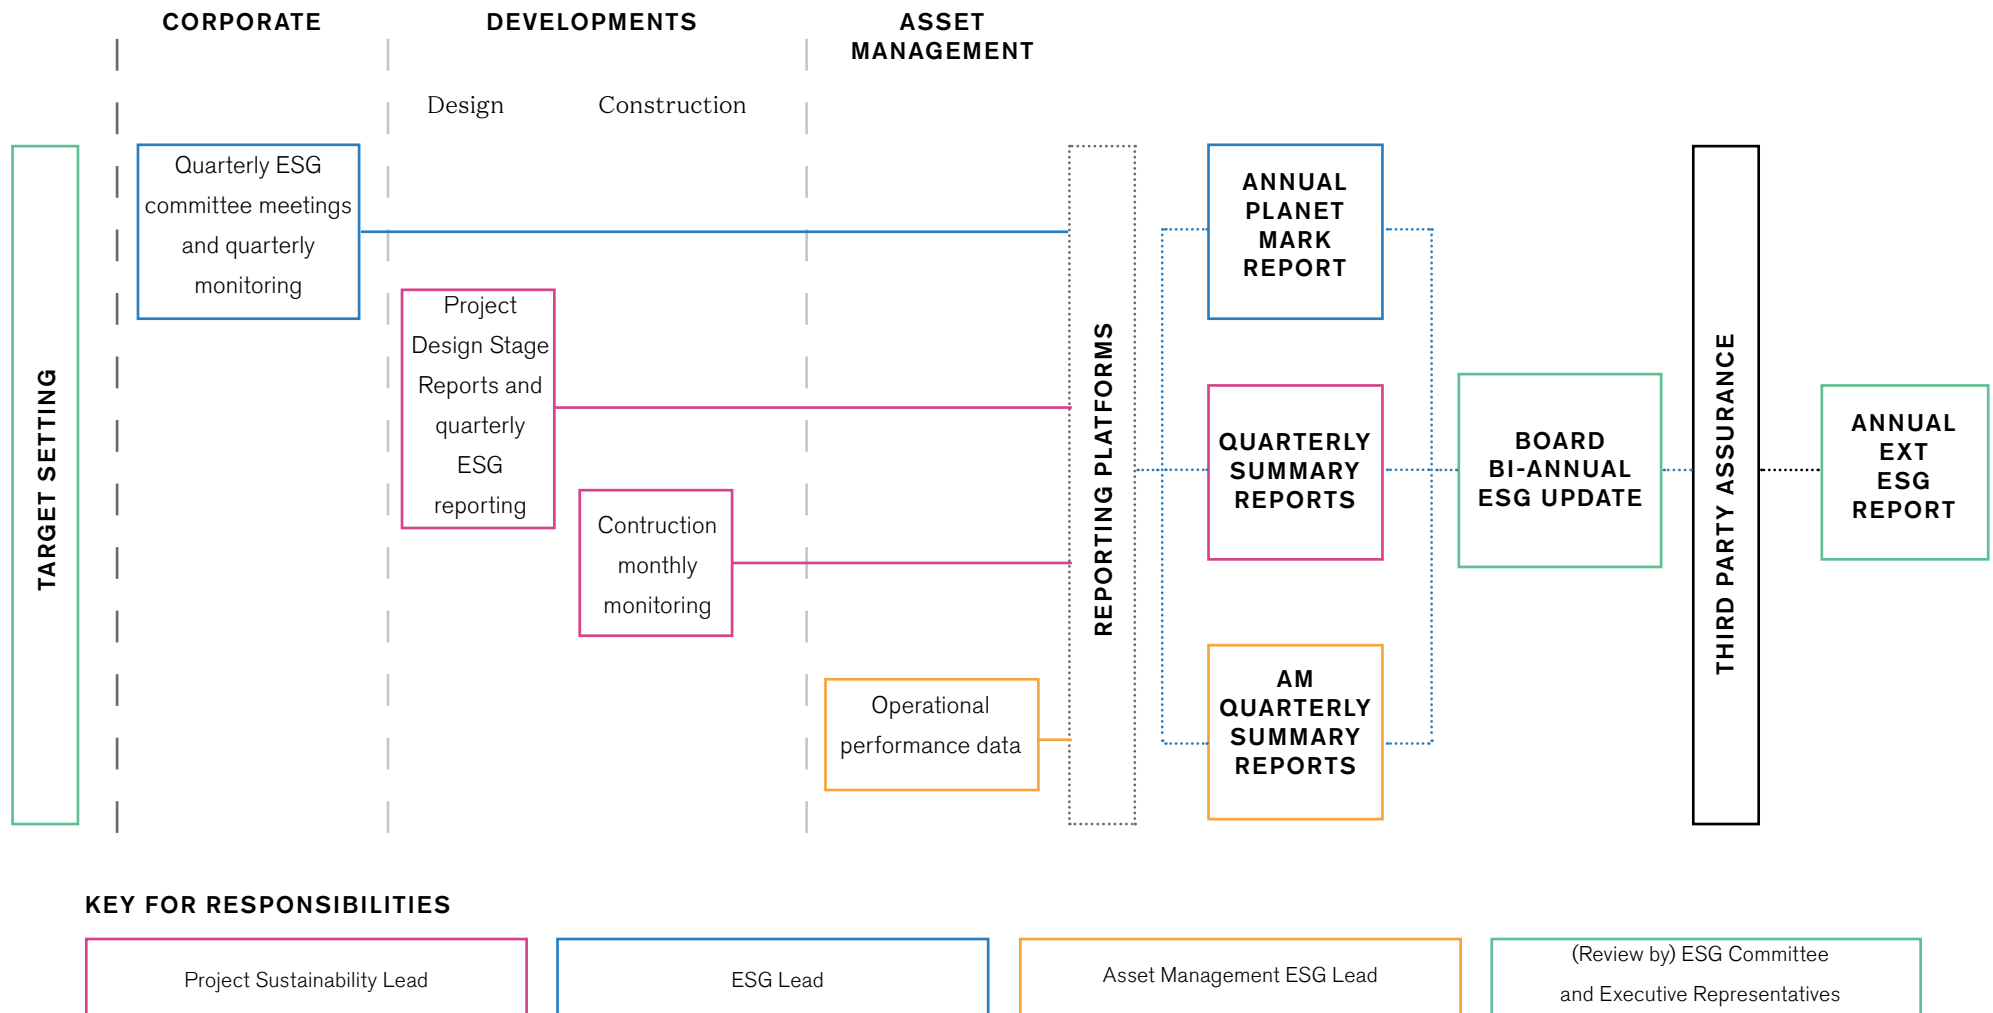 CORPORATE
DEVELOPMENTS
ASSET
MANAGEMENT
Design
Construction
TARGET SETTING
Quarterly ESG
committee meetings
and quarterly
monitoring
Project
Design Stage
Reports and
quarterly
ESG
reporting
Contruction
monthly
monitoring
Operational
performance data
REPORTING PLATFORMS
ANNUAL
PLANET
MARK
REPORT
QUARTERLY
SUMMARY
REPORTS
AM
QUARTERLY
SUMMARY
REPORTS
BOARD
BI-ANNUAL
ESG UPDATE
THIRD PARTY ASSURANCE
ANNUAL
EXT
ESG
REPORT
KEY FOR RESPONSIBILITIES
Project Sustainability Lead
ESG Lead
Asset Management ESG Lead
(Review by) ESG Committee
and Executive Representatives